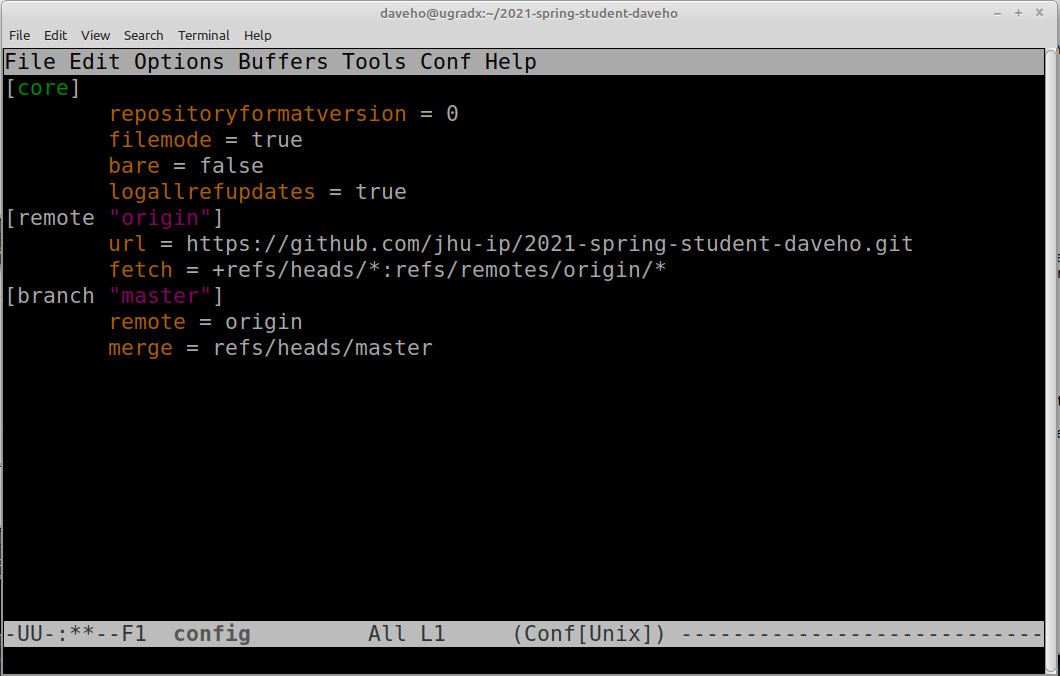 daveho@ugradx:~/2021-spring-student-daveho
File Edit View Search Terminal Help
File Edit Options Buffers Tools Conf Help
[core]
        repositoryformatversion = 0
        filemode = true
        bare = false
        logallrefupdates = true
[remote "origin"]
        url = https://github.com/jhu-ip/2021-spring-student-daveho.git
        fetch = +refs/heads/*:refs/remotes/origin/*
[branch "master"]
        remote = origin
        merge = refs/heads/master
-UU-:**--F1  config         All L1     (Conf[Unix]) ----------------------------